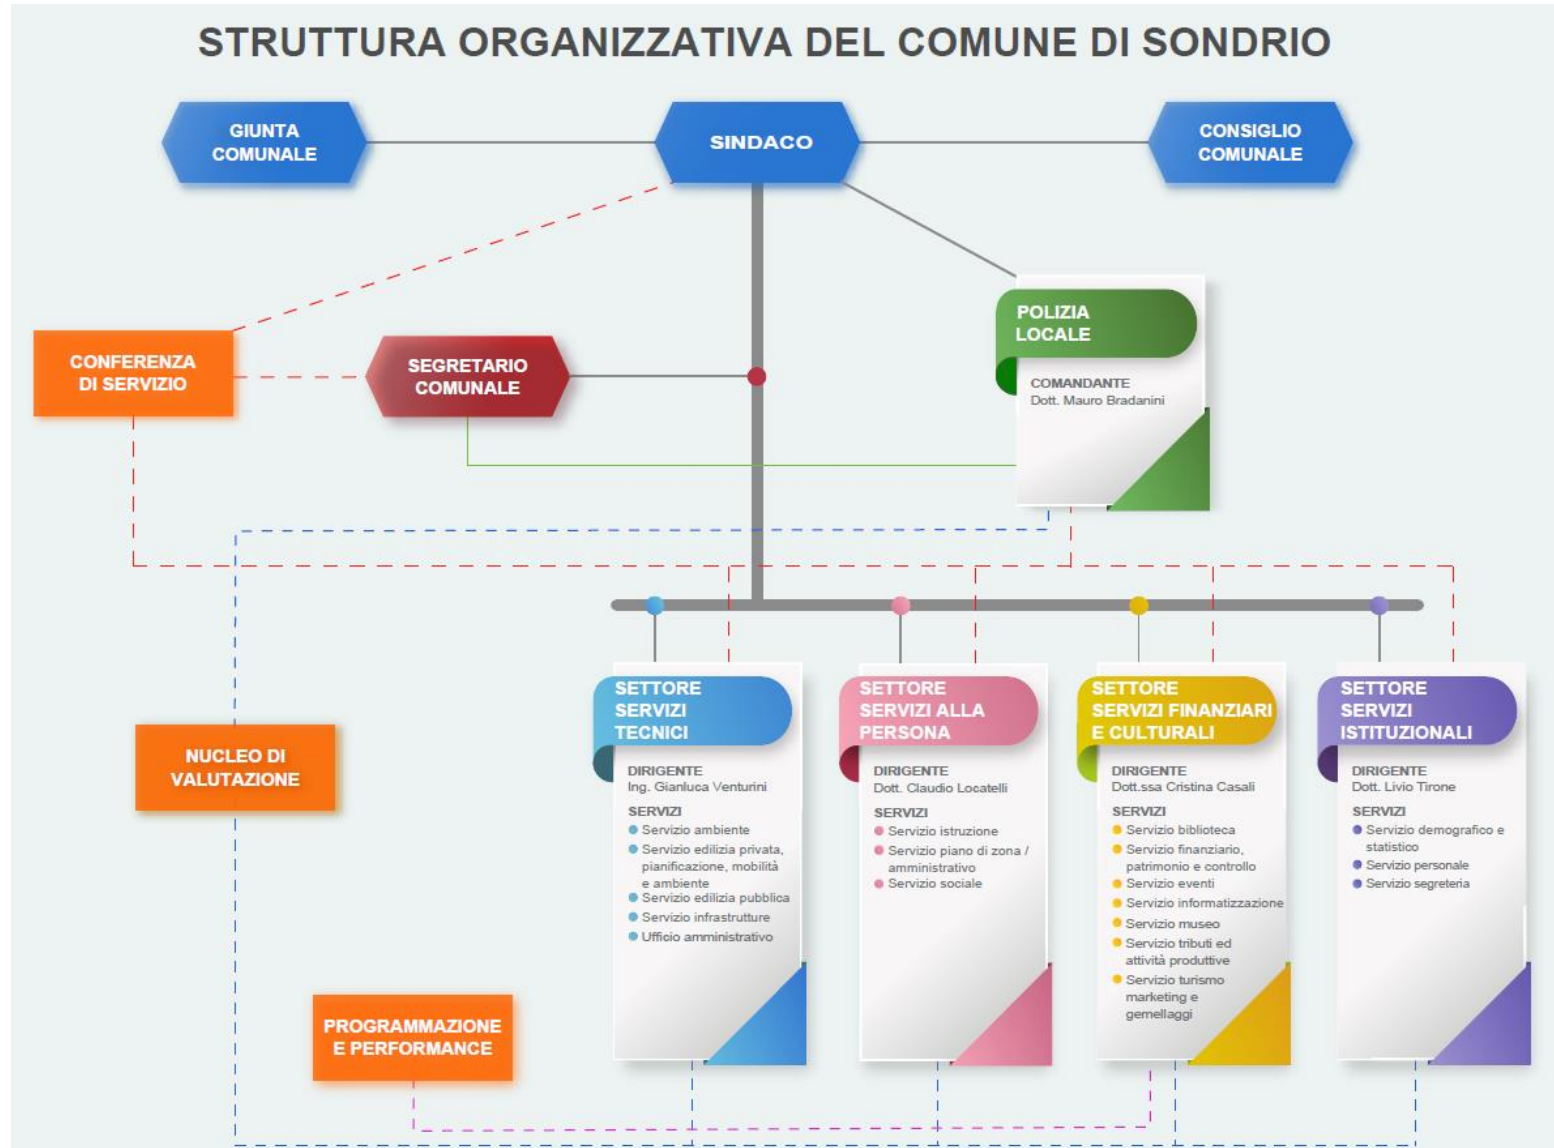 STRUTTURA ORGANIZZATIVA DEL COMUNE DI SONDRIO
GIUNTA
COMUNALE
SINDACO
CONSIGLIO
COMUNALE
POLIZIA
LOCALE
COMANDANTE
Dott. Mauro Bradanini
CONFERENZA
DI SERVIZIO
SEGRETARIO
COMUNALE
NUCLEO DI
VALUTAZIONE
PROGRAMMAZIONE
E PERFORMANCE
SETTORE
SERVIZI
TECNICI
DIRIGENTE
Ing. Gianluca Venturini
SERVIZI
Servizio ambiente
Servizio edilizia privata,
pianificazione, mobilità
e ambiente
Servizio edilizia pubblica
Servizio infrastrutture
Ufficio amministrativo
SETTORE
SERVIZI ALLA
PERSONA
DIRIGENTE
Dott. Claudio Locatelli
SERVIZI
Servizio istruzione
Servizio piano di zona /
amministrativo
Servizio sociale
SETTORE
SERVIZI FINANZIARI
E CULTURALI
DIRIGENTE
Dott.ssa Cristina Casali
SERVIZI
Servizio biblioteca
Servizio finanziario,
patrimonio e controllo
Servizio eventi
Servizio informatizzazione
Servizio museo
Servizio tributi ed
attività produttive
Servizio turismo
marketing e
gemellaggi
SETTORE
SERVIZI
ISTITUZIONALI
DIRIGENTE
Dott. Livio Tirone
SERVIZI
Servizio demografico e
statistico
Servizio personale
Servizio segreteria